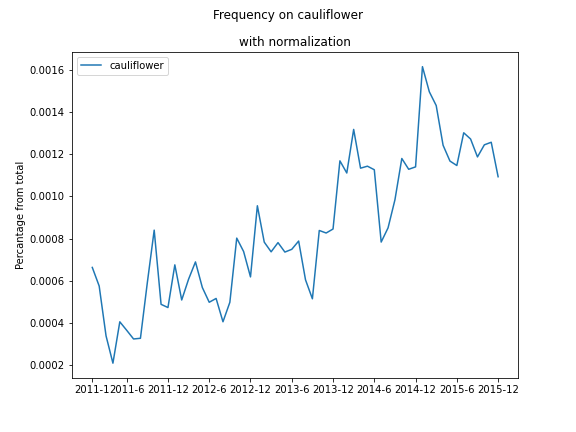 Frequency on cauliflower
with normalization
cauliflower
Percantage from total
0.0016
0.0014
0.0012
0.0010
0.0008
0.0006
0.0004
0.0002
2011-1 2011-6 2011-12 2012-6 2012-12 2013-6 2013-12 2014-6 2014-12 2015-6 2015-12